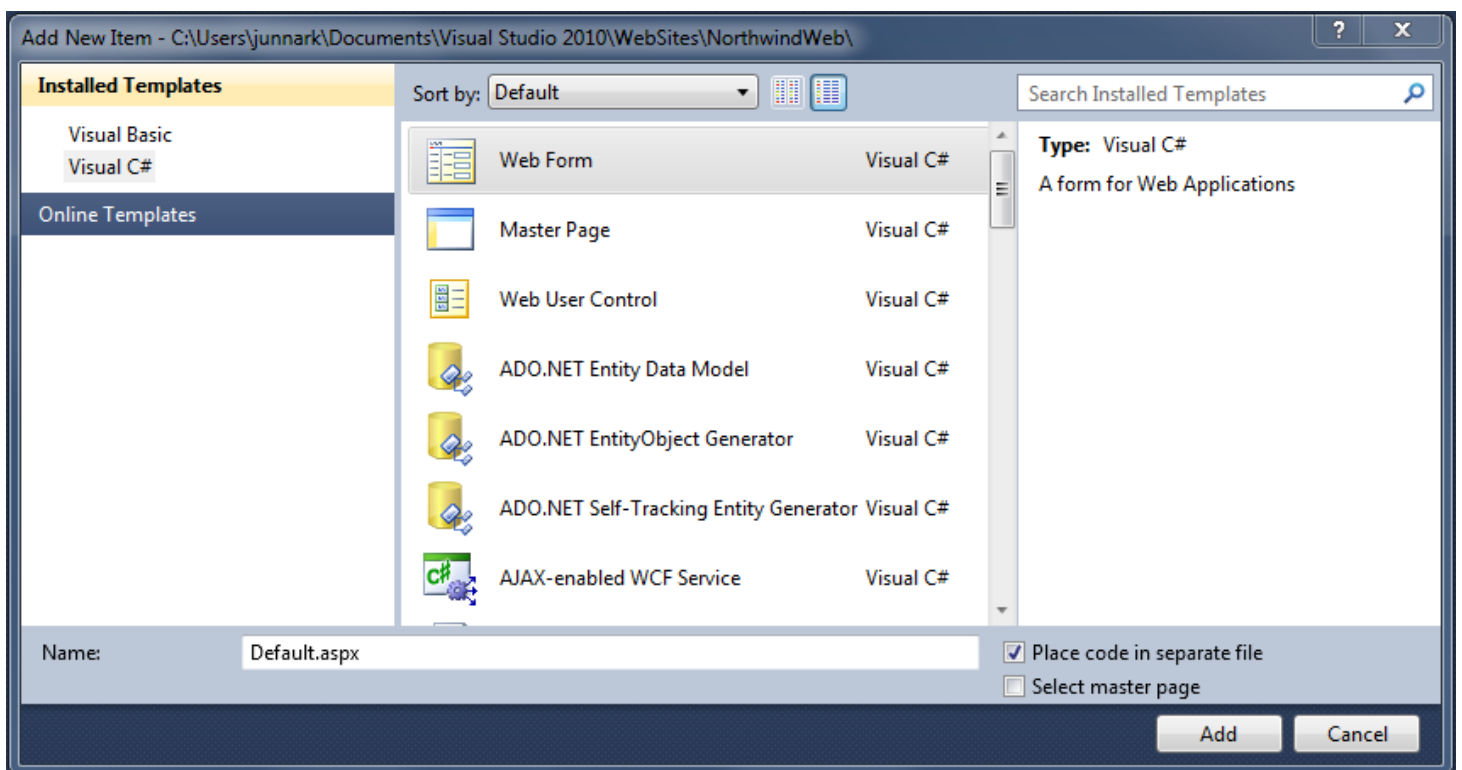 Add New Item - C:\Users\junnark\Documents\Visual Studio 2010\WebSites\NorthwindWeb\
? X
Installed Templates
Visual Basic
Visual C#
Online Templates
Sort by: Default
Search Installed Templates
Web Form Visual C#
Master Page Visual C#
Web User Control Visual C#
ADO.NET Entity Data Model Visual C#
ADO.NET EntityObject Generator Visual C#
ADO.NET Self-Tracking Entity Generator Visual C#
C# AJAX-enabled WCF Service Visual C#
Type: Visual C#
A form for Web Applications
Name: Default.aspx
Place code in separate file
Select master page
Add Cancel